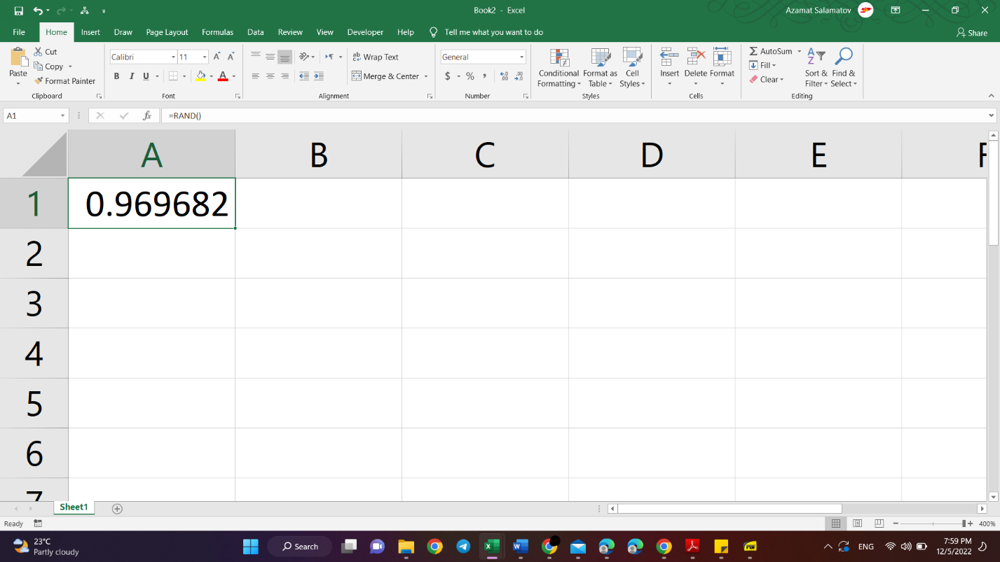 Book2 - Excel
Azamat Salamatov
File Home Insert Draw Page Layout Formulas Data Review View Developer Help Tell me what you want to do Share
Paste
Cut
Copy
Format Painter
Clipboard
Calibri 11
B I U
Font
Wrap Text
Merge & Center
Alignment
General
$ % ,
Number
Conditional Formatting
Format as Table
Cell Styles
Styles
Insert Delete Format
Cells
AutoSum
Fill
Clear
Sort & Filter
Find & Select
Editing
A1 fx =RAND()
A B C D E F
1 0.969682
2
3
4
5
6
7
Sheet1
Ready 400%
23°C
Partly cloudy
Search
ENG
7:59 PM
12/5/2022